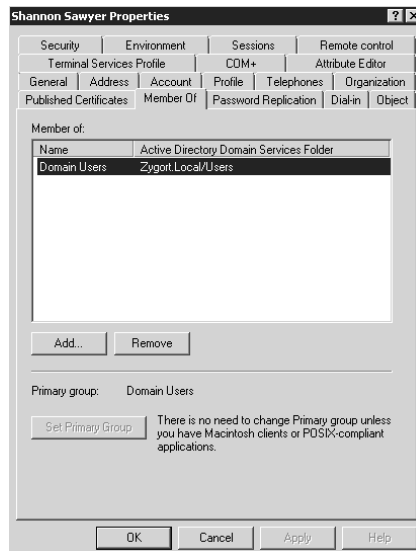 Shannon Sawyer Properties
Security Environment Sessions Remote control
Terminal Services Profile COM+ Attribute Editor
General Address Account Profile Telephones Organization
Published Certificates Member Of Password Replication Dial-in Object
Member of:
Name Active Directory Domain Services Folder
Domain Users Zygort.Local/Users
Add... Remove
Primary group: Domain Users
Set Primary Group
There is no need to change Primary group unless
you have Macintosh clients or POSIX-compliant
applications.
OK Cancel Apply Help